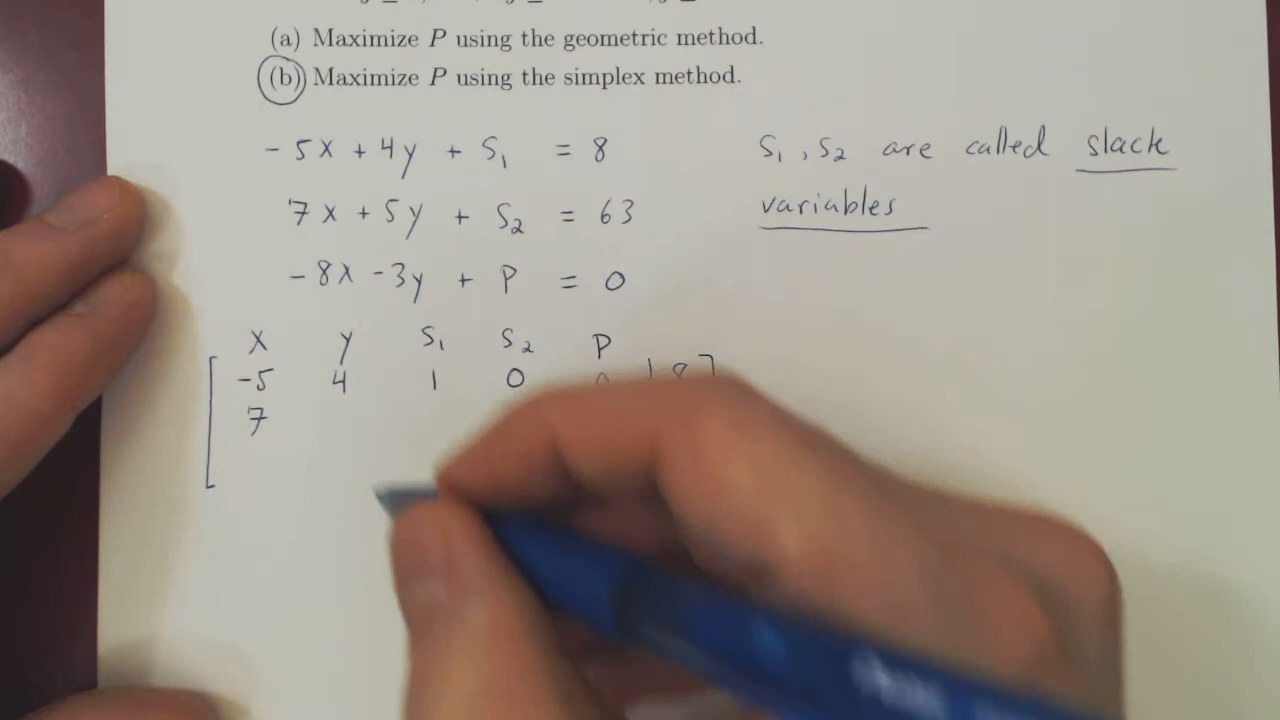 (a) Maximize P using the geometric method.
(b) Maximize P using the simplex method.
-5x + 4y + S₁ = 8
S₁, S₂ are called slack
variables
7x + 5y + S₂ = 63
-8x - 3y + P = 0
x y S₁ S₂ P
-5 4 1 0 8
7